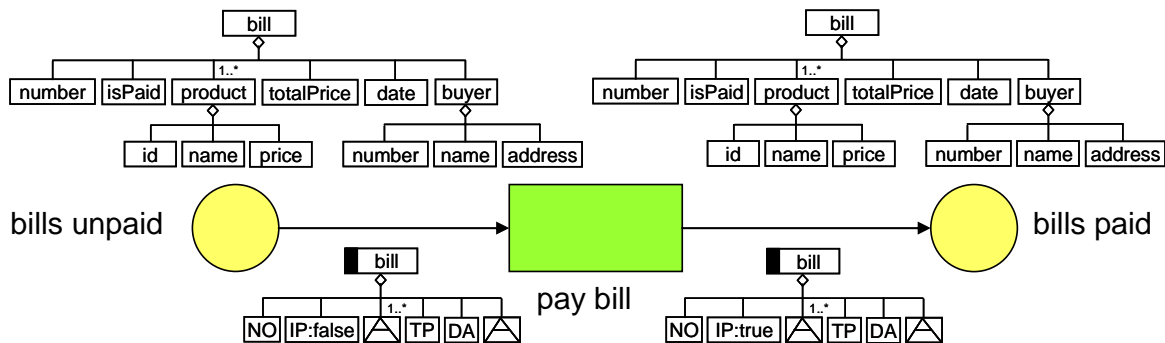 bill
bill
1..*
1..*
number isPaid product totalPrice date buyer
number isPaid product totalPrice date buyer
id name price number name address
id name price number name address
bills unpaid
bills paid
bill
bill
pay bill
1..*
1..*
NO IP:false TP DA
NO IP:true TP DA